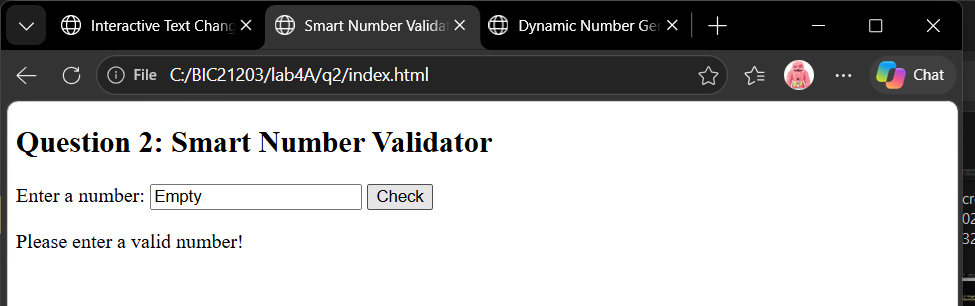 Interactive Text Chang
Smart Number Validat
Dynamic Number Ger
File C:/BIC21203/lab4A/q2/index.html
Chat
Question 2: Smart Number Validator
Enter a number: Empty Check
Please enter a valid number!